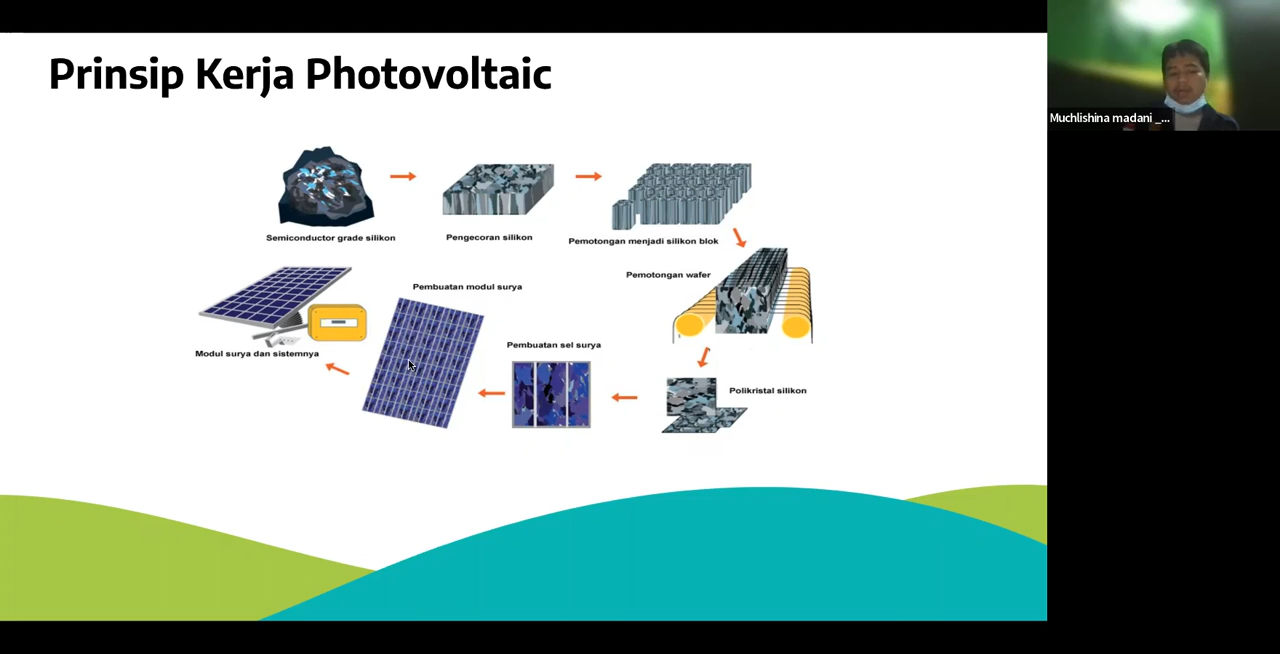 Prinsip Kerja Photovoltaic
Muchlishina madani _...
Semiconductor grade silikon
Pengecoran silikon
Pemotongan menjadi silikon blok
Pemotongan wafer
Polikristal silikon
Pembuatan sel surya
Pembuatan modul surya
Modul surya dan sistemnya